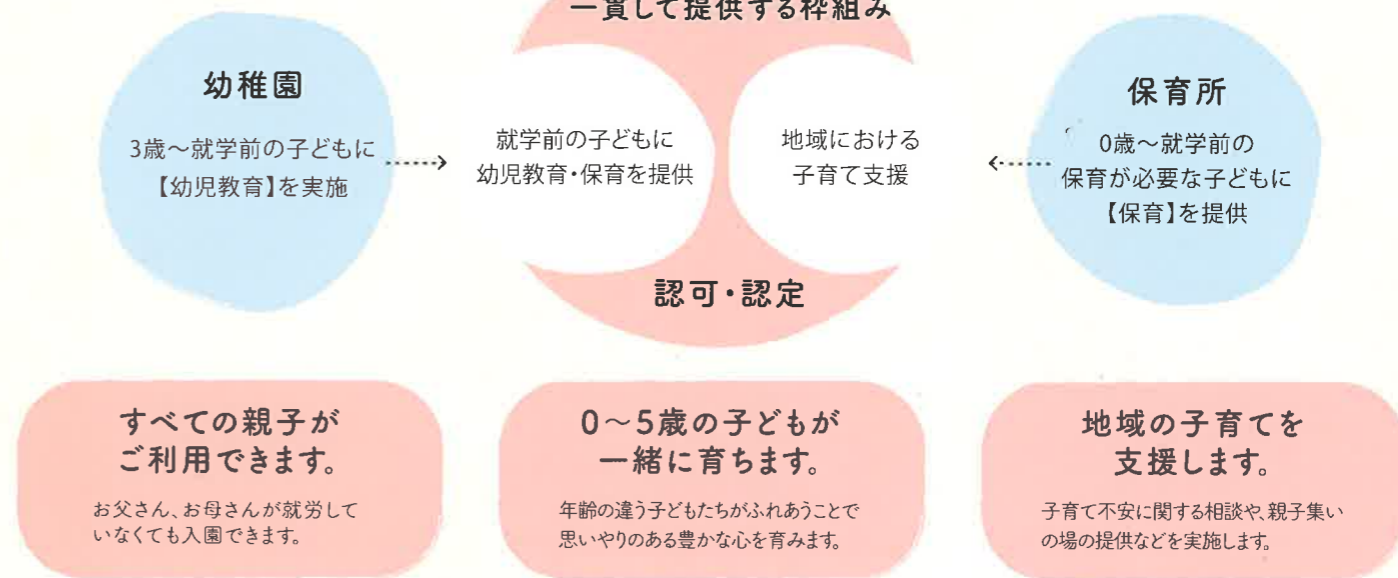 一貫して提供する枠組み
幼稚園
3歳～就学前の子どもに
【幼児教育】を実施
就学前の子どもに
幼児教育・保育を提供
地域における
子育て支援
保育所
0歳～就学前の
保育が必要な子どもに
【保育】を提供
認可・認定
すべての親子が
ご利用できます。
お父さん、お母さんが就労して
いなくても入園できます。
0～5歳の子どもが
一緒に育ちます。
年齢の違う子どもたちがふれあうことで
思いやりのある豊かな心を育みます。
地域の子育てを
支援します。
子育て不安に関する相談や、親子集い
の場の提供などを実施します。